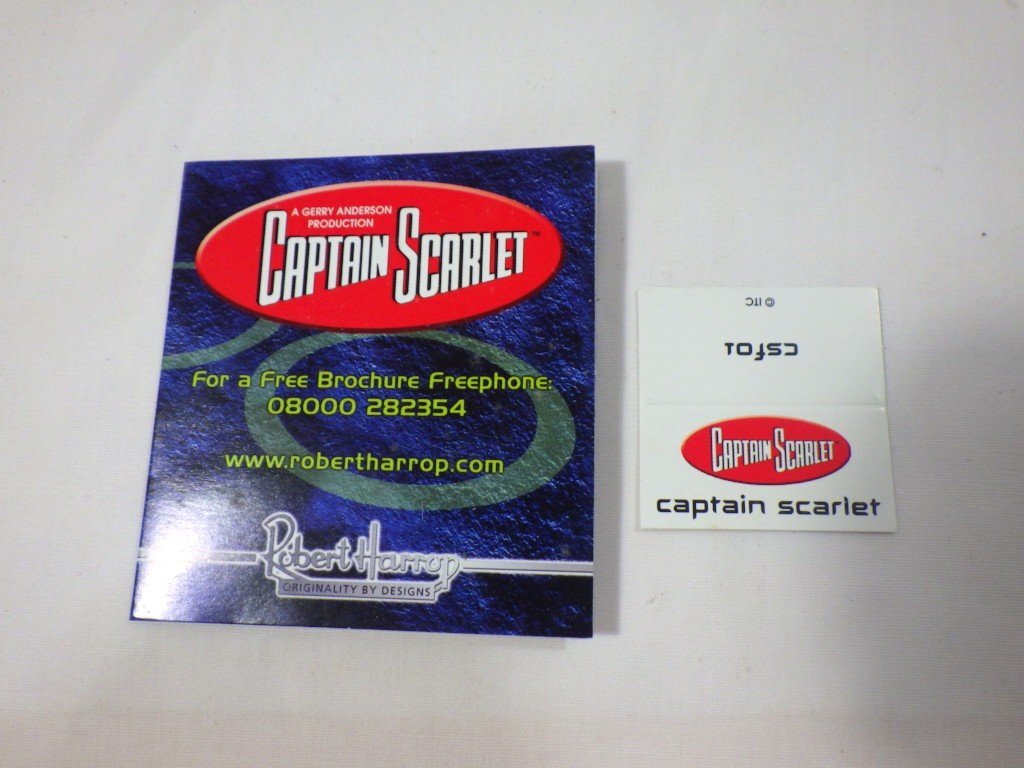 A GERRY ANDERSON
PRODUCTION
CAPTAIN SCARLET™
For a Free Brochure Freephone:
08000 282354
www.robertharrop.com
Robert Harrop
ORIGINALITY BY DESIGNS
© ITC
CSF01
CAPTAIN SCARLET
captain scarlet